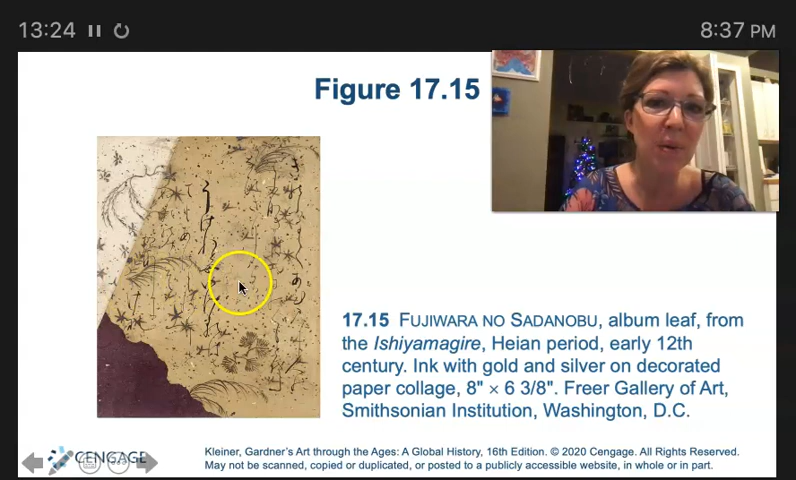 13:24
8:37 PM
Figure 17.15
17.15 FUJIWARA NO SADANOBU, album leaf, from
the Ishiyamagire, Heian period, early 12th
century. Ink with gold and silver on decorated
paper collage, 8" × 6 3/8". Freer Gallery of Art,
Smithsonian Institution, Washington, D.C.
CENGAGE
Kleiner, Gardner's Art through the Ages: A Global History, 16th Edition. © 2020 Cengage. All Rights Reserved.
May not be scanned, copied or duplicated, or posted to a publicly accessible website, in whole or in part.